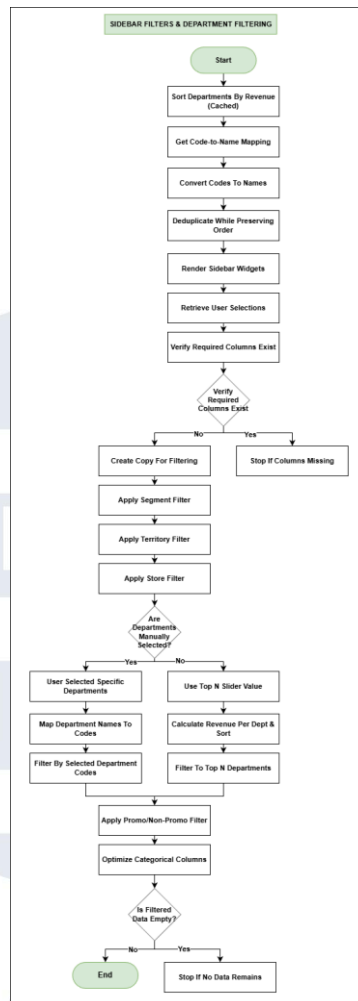 SIDEBAR FILTERS & DEPARTMENT FILTERING
Start
Sort Departments By Revenue
(Cached)
Get Code-to-Name Mapping
Convert Codes To Names
Deduplicate While Preserving
Order
Render Sidebar Widgets
Retrieve User Selections
Verify Required Columns Exist
Verify
Required
Columns Exist
No
Yes
Create Copy For Filtering
Stop If Columns Missing
Apply Segment Filter
Apply Territory Filter
Apply Store Filter
Are
Departments
Manually
Selected?
Yes
No
User Selected Specific
Departments
Use Top N Slider Value
Map Department Names To
Codes
Calculate Revenue Per Dept &
Sort
Filter By Selected Department
Codes
Filter To Top N Departments
Apply Promo/Non-Promo Filter
Optimize Categorical Columns
Is Filtered
Data Empty?
No
Yes
End
Stop If No Data Remains